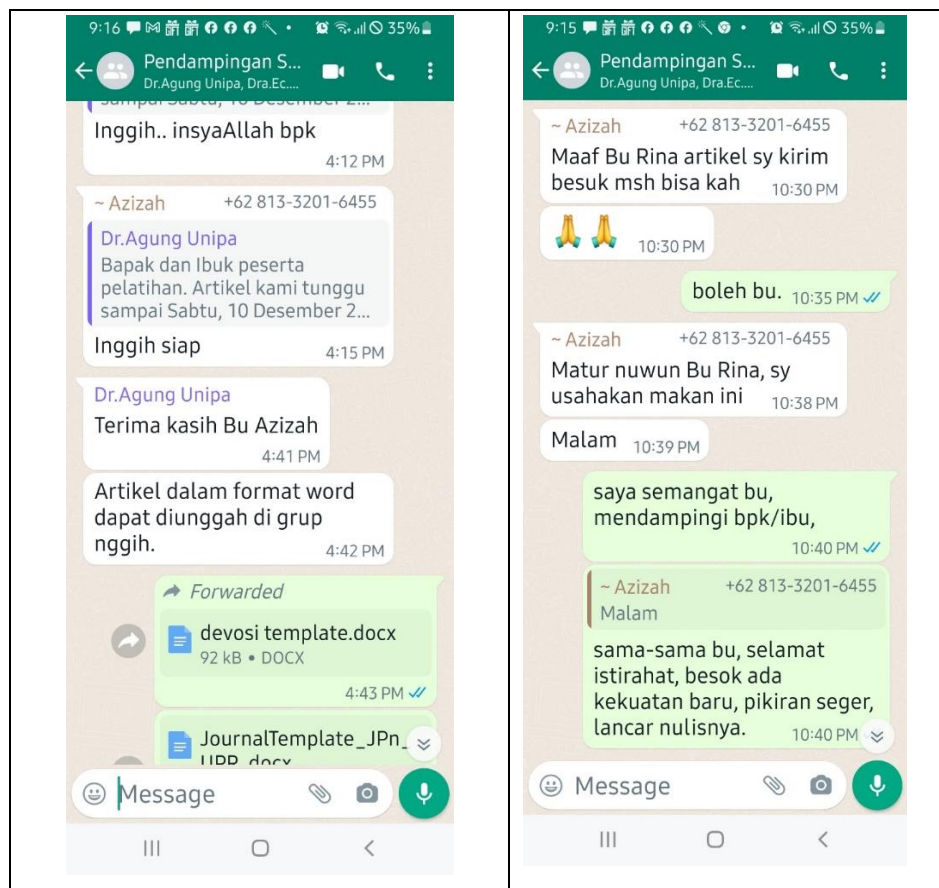 9:16
35%
Pendampingan S...
Dr.Agung Unipa, Dra.Ec....
sampai Sabtu, 10 Desember 2...
Inggih.. insyaAllah bpk
4:12 PM
~ Azizah +62 813-3201-6455
Dr.Agung Unipa
Bapak dan Ibuk peserta
pelatihan. Artikel kami tunggu
sampai Sabtu, 10 Desember 2...
Inggih siap
4:15 PM
Dr.Agung Unipa
Terima kasih Bu Azizah
4:41 PM
Artikel dalam format word
dapat diunggah di grup
nggih.
4:42 PM
Forwarded
devosi template.docx
92 kB • DOCX
4:43 PM
JournalTemplate_JPn_
UPR.docx
Message
9:15
35%
Pendampingan S...
Dr.Agung Unipa, Dra.Ec....
~ Azizah +62 813-3201-6455
Maaf Bu Rina artikel sy kirim
besuk msh bisa kah 10:30 PM
🙏 🙏 10:30 PM
boleh bu. 10:35 PM
~ Azizah +62 813-3201-6455
Matur nuwun Bu Rina, sy
usahakan makan ini 10:38 PM
Malam 10:39 PM
saya semangat bu,
mendampingi bpk/ibu,
10:40 PM
~ Azizah +62 813-3201-6455
Malam
sama-sama bu, selamat
istirahat, besok ada
kekuatan baru, pikiran seger,
lancar nulisnya. 10:40 PM
Message